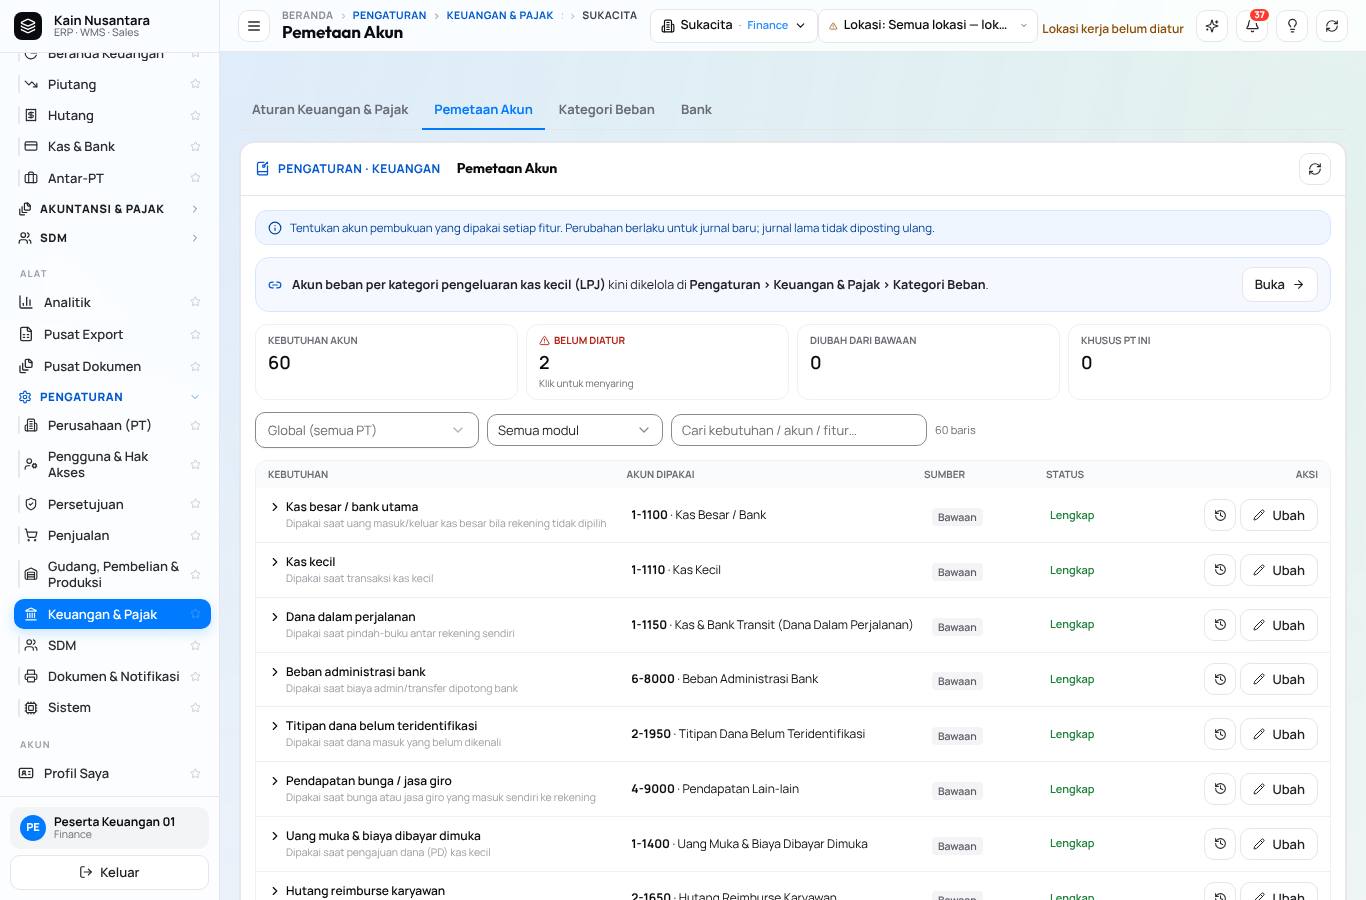 Kain Nusantara
ERP · WMS · Sales
Beranda Keuangan
Piutang
Hutang
Kas & Bank
Antar-PT
AKUNTANSI & PAJAK
SDM
ALAT
Analitik
Pusat Export
Pusat Dokumen
PENGATURAN
Perusahaan (PT)
Pengguna & Hak
Akses
Persetujuan
Penjualan
Gudang, Pembelian &
Produksi
Keuangan & Pajak
SDM
Dokumen & Notifikasi
Sistem
AKUN
Profil Saya
PE
Peserta Keuangan 01
Finance
Keluar
BERANDA › PENGATURAN › KEUANGAN & PAJAK › SUKACITA
Pemetaan Akun
Sukacita · Finance
Lokasi: Semua lokasi — lok...
Lokasi kerja belum diatur
37
Aturan Keuangan & Pajak
Pemetaan Akun
Kategori Beban
Bank
PENGATURAN · KEUANGAN
Pemetaan Akun
Tentukan akun pembukuan yang dipakai setiap fitur. Perubahan berlaku untuk jurnal baru; jurnal lama tidak diposting ulang.
Akun beban per kategori pengeluaran kas kecil (LPJ) kini dikelola di Pengaturan › Keuangan & Pajak › Kategori Beban.
Buka
KEBUTUHAN AKUN
60
BELUM DIATUR
2
Klik untuk menyaring
DIUBAH DARI BAWAAN
0
KHUSUS PT INI
0
Global (semua PT)
Semua modul
Cari kebutuhan / akun / fitur...
60 baris
KEBUTUHAN AKUN DIPAKAI SUMBER STATUS AKSI
Kas besar / bank utama
Dipakai saat uang masuk/keluar kas besar bila rekening tidak dipilih
1-1100 · Kas Besar / Bank
Bawaan
Lengkap
Ubah
Kas kecil
Dipakai saat transaksi kas kecil
1-1110 · Kas Kecil
Bawaan
Lengkap
Ubah
Dana dalam perjalanan
Dipakai saat pindah-buku antar rekening sendiri
1-1150 · Kas & Bank Transit (Dana Dalam Perjalanan)
Bawaan
Lengkap
Ubah
Beban administrasi bank
Dipakai saat biaya admin/transfer dipotong bank
6-8000 · Beban Administrasi Bank
Bawaan
Lengkap
Ubah
Titipan dana belum teridentifikasi
Dipakai saat dana masuk yang belum dikenali
2-1950 · Titipan Dana Belum Teridentifikasi
Bawaan
Lengkap
Ubah
Pendapatan bunga / jasa giro
Dipakai saat bunga atau jasa giro yang masuk sendiri ke rekening
4-9000 · Pendapatan Lain-lain
Bawaan
Lengkap
Ubah
Uang muka & biaya dibayar dimuka
Dipakai saat pengajuan dana (PD) kas kecil
1-1400 · Uang Muka & Biaya Dibayar Dimuka
Bawaan
Lengkap
Ubah
Hutang reimburse karyawan
2-1650 · Hutang Reimburse Karyawan
Bawaan
Lengkap
Ubah